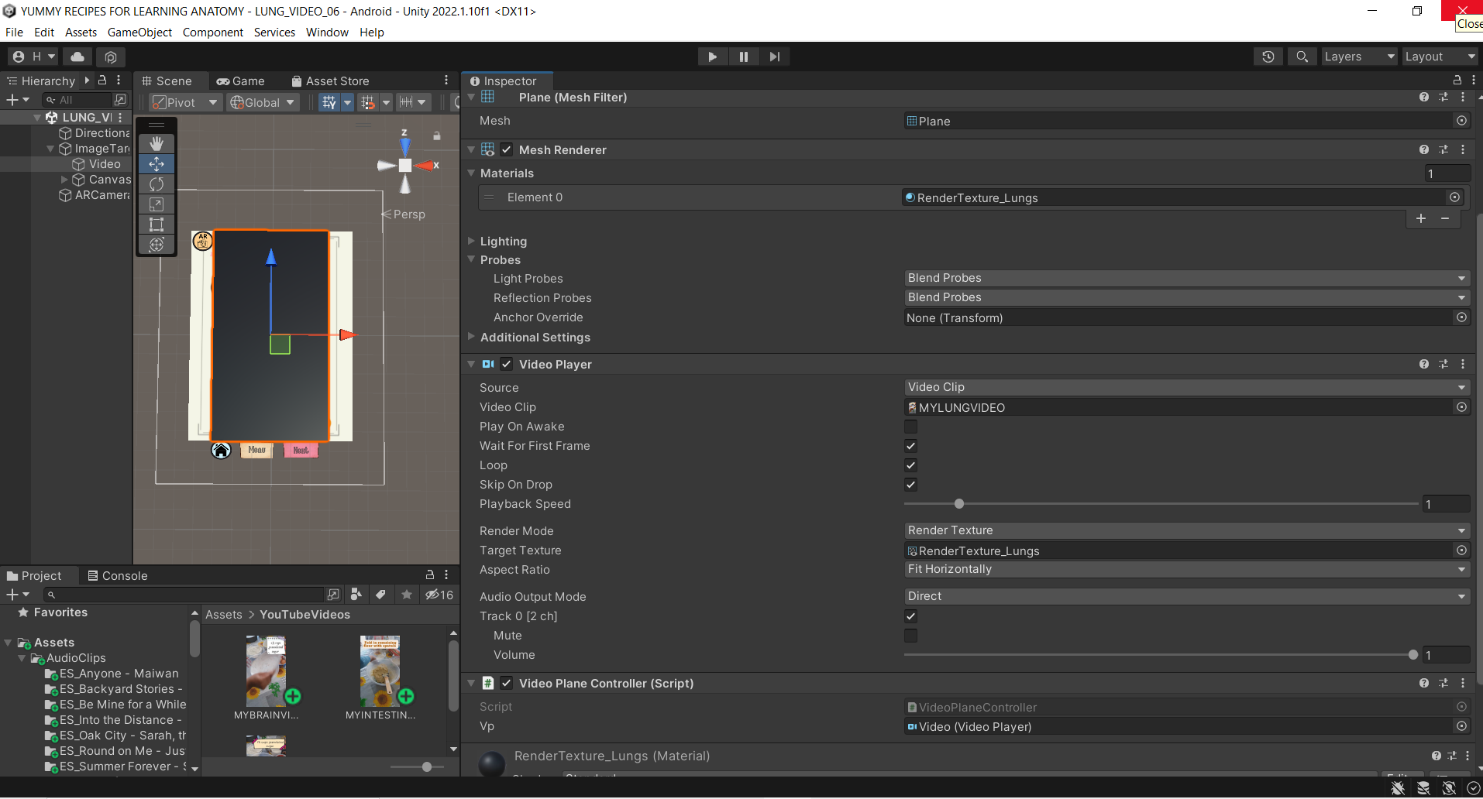 YUMMY RECIPES FOR LEARNING ANATOMY - LUNG_VIDEO_06 - Android - Unity 2022.1.10f1 <DX11>
Close
File Edit Assets GameObject Component Services Window Help
H Layers Layout
Hierarchy Scene Game Asset Store Inspector
All Pivot Global
LUNG_VI
Directiona
ImageTar
Video
Canvas
ARCamera
z
x
Persp
AR
Menu Next
Plane (Mesh Filter)
Mesh Plane
Mesh Renderer
Materials 1
Element 0 RenderTexture_Lungs
Lighting
Probes
Light Probes Blend Probes
Reflection Probes Blend Probes
Anchor Override None (Transform)
Additional Settings
Video Player
Source Video Clip
Video Clip MYLUNGVIDEO
Play On Awake
Wait For First Frame
Loop
Skip On Drop
Playback Speed 1
Render Mode Render Texture
Target Texture RenderTexture_Lungs
Aspect Ratio Fit Horizontally
Audio Output Mode Direct
Track 0 [2 ch]
Mute
Volume 1
Video Plane Controller (Script)
Script VideoPlaneController
Vp Video (Video Player)
RenderTexture_Lungs (Material)
Project Console
16
Favorites
Assets
AudioClips
ES_Anyone - Maiwan
ES_Backyard Stories -
ES_Be Mine for a While
ES_Into the Distance -
ES_Oak City - Sarah, th
ES_Round on Me - Jus
ES_Summer Forever - S
Assets > YouTubeVideos
MYBRAINVI... MYINTESTIN...